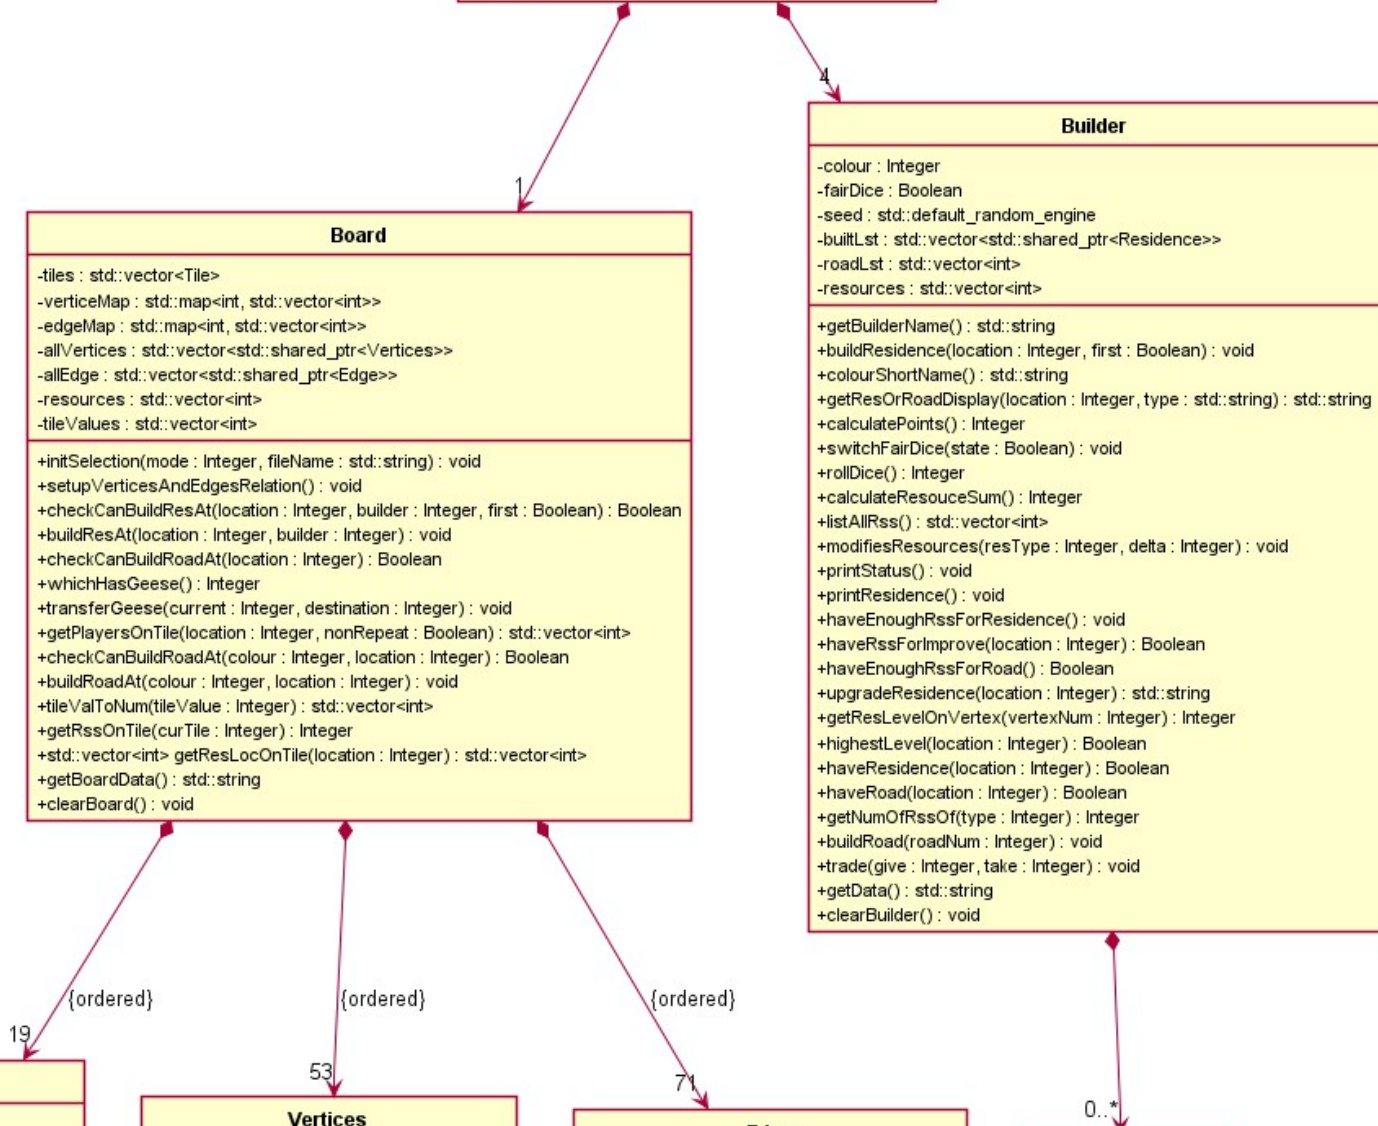 4
1
Builder
-colour : Integer
-fairDice : Boolean
-seed : std::default_random_engine
-builtLst : std::vector<std::shared_ptr<Residence>>
-roadLst : std::vector<int>
-resources : std::vector<int>
+getBuilderName() : std::string
+buildResidence(location : Integer, first : Boolean) : void
+colourShortName() : std::string
+getResOrRoadDisplay(location : Integer, type : std::string) : std::string
+calculatePoints() : Integer
+switchFairDice(state : Boolean) : void
+rollDice() : Integer
+calculateResouceSum() : Integer
+listAllRss() : std::vector<int>
+modifiesResources(resType : Integer, delta : Integer) : void
+printStatus() : void
+printResidence() : void
+haveEnoughRssForResidence() : void
+haveRssForImprove(location : Integer) : Boolean
+haveEnoughRssForRoad() : Boolean
+upgradeResidence(location : Integer) : std::string
+getResLevelOnVertex(vertexNum : Integer) : Integer
+highestLevel(location : Integer) : Boolean
+haveResidence(location : Integer) : Boolean
+haveRoad(location : Integer) : Boolean
+getNumOfRssOf(type : Integer) : Integer
+buildRoad(roadNum : Integer) : void
+trade(give : Integer, take : Integer) : void
+getData() : std::string
+clearBuilder() : void
Board
-tiles : std::vector<Tile>
-verticeMap : std::map<int, std::vector<int>>
-edgeMap : std::map<int, std::vector<int>>
-allVertices : std::vector<std::shared_ptr<Vertices>>
-allEdge : std::vector<std::shared_ptr<Edge>>
-resources : std::vector<int>
-tileValues : std::vector<int>
+initSelection(mode : Integer, fileName : std::string) : void
+setupVerticesAndEdgesRelation() : void
+checkCanBuildResAt(location : Integer, builder : Integer, first : Boolean) : Boolean
+buildResAt(location : Integer, builder : Integer) : void
+checkCanBuildRoadAt(location : Integer) : Boolean
+whichHasGeese() : Integer
+transferGeese(current : Integer, destination : Integer) : void
+getPlayersOnTile(location : Integer, nonRepeat : Boolean) : std::vector<int>
+checkCanBuildRoadAt(colour : Integer, location : Integer) : Boolean
+buildRoadAt(colour : Integer, location : Integer) : void
+tileValToNum(tileValue : Integer) : std::vector<int>
+getRssOnTile(curTile : Integer) : Integer
+std::vector<int> getResLocOnTile(location : Integer) : std::vector<int>
+getBoardData() : std::string
+clearBoard() : void
{ordered}
{ordered}
{ordered}
19
53
71
0..*
Vertices